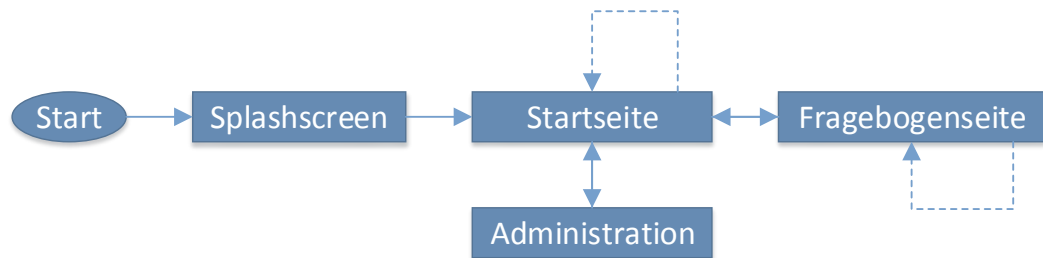 Start
Splashscreen
Startseite
Fragebogenseite
Administration